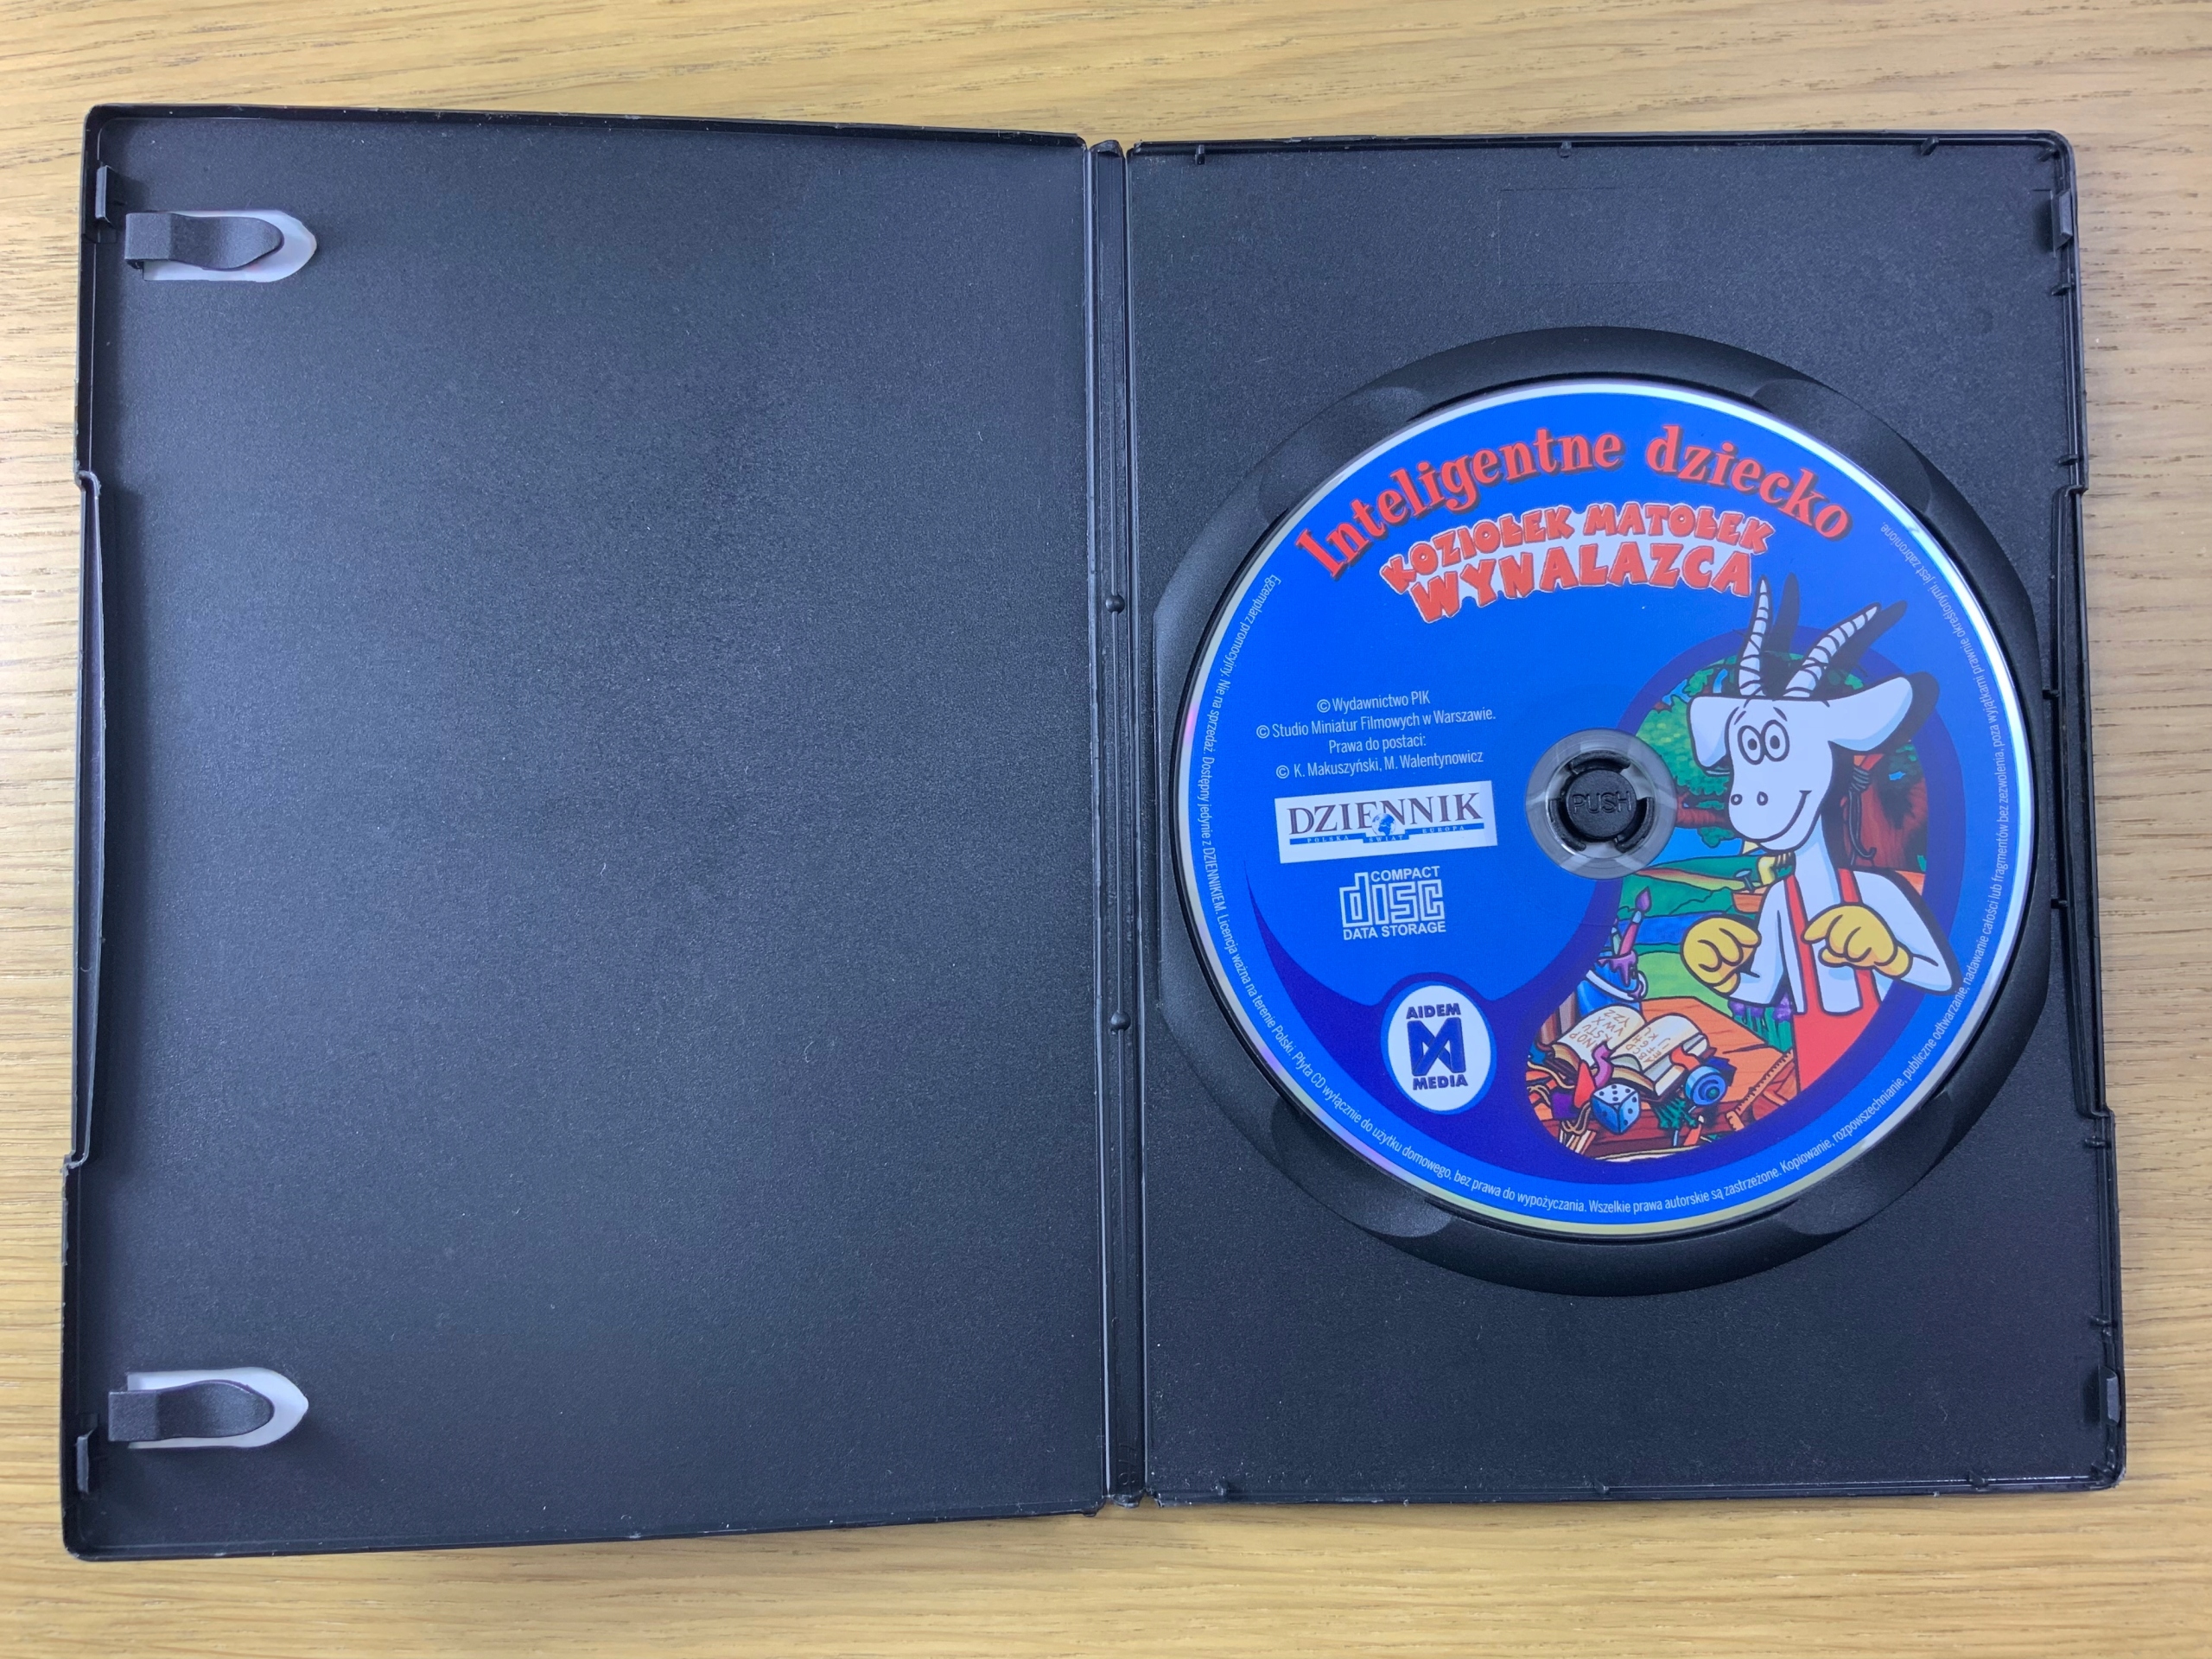 Inteligentne dziecko
KOZIOŁEK MATOŁEK
WYNALAZCA
© Wydawnictwo PIK
© Studio Miniatur Filmowych w Warszawie.
Prawa do postaci:
© K. Makuszyński, M. Walentynowicz
DZIENNIK
POLSKA ŚWIAT EUROPA
COMPACT
disc
DATA STORAGE
AIDEM
MEDIA
PUSH
Egzemplarz promocyjny. Nie na sprzedaż. Dostępny jedynie z DZIENNIKIEM. Licencja ważna na terenie Polski. Płyta CD wyłącznie do użytku domowego, bez prawa do wypożyczania. Wszelkie prawa autorskie są zastrzeżone. Kopiowanie, rozpowszechnianie, publiczne odtwarzanie, nadawanie całości lub fragmentów bez zezwolenia, poza wyjątkami prawnie określonymi, jest zabronione.